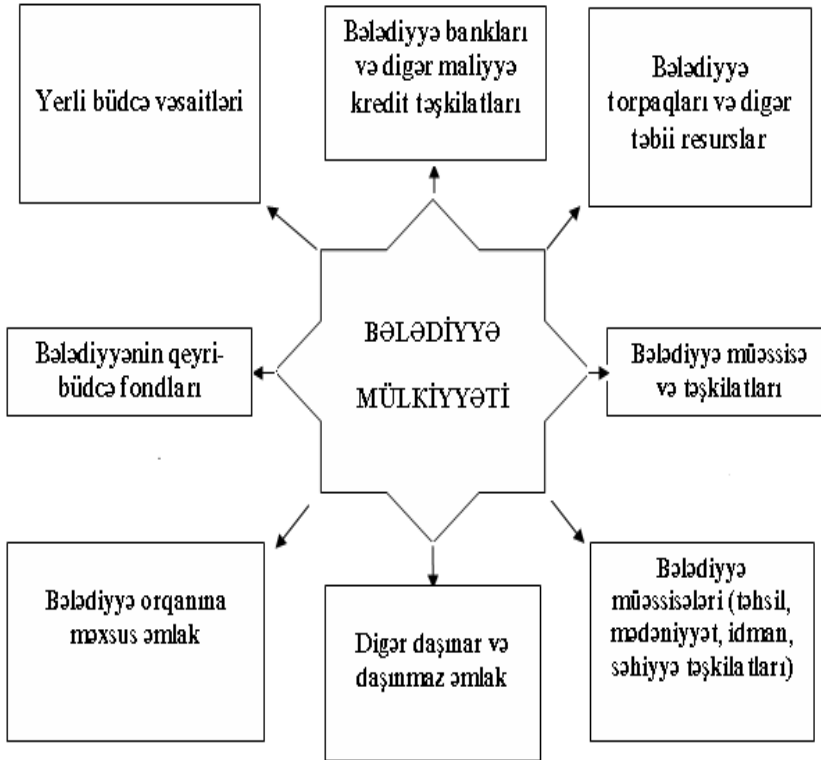 Yerli büdcə vəsaitləri
Bələdiyyə bankları
və digər maliyyə
kredit təşkilatları
Bələdiyyə
torpaqları və digər
təbii resurslar
BƏLƏDİYYƏ
MÜLKİYYƏTİ
Bələdiyyənin qeyri-
büdcə fondları
Bələdiyyə müəssisə
və təşkilatları
Bələdiyyə orqanına
məxsus əmlak
Digər daşınar və
daşınmaz əmlak
Bələdiyyə
müəssisələri (təhsil,
mədəniyyət, idman,
səhiyyə təşkilatları)